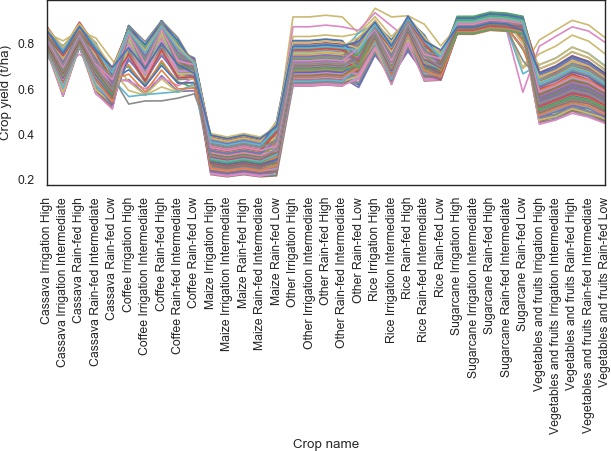 Crop yield (t/ha)
0.8
0.6
0.4
0.2
Cassava Irrigation High
Cassava Irrigation Intermediate
Cassava Rain-fed High
Cassava Rain-fed Intermediate
Cassava Rain-fed Low
Coffee Irrigation High
Coffee Irrigation Intermediate
Coffee Rain-fed High
Coffee Rain-fed Intermediate
Coffee Rain-fed Low
Maize Irrigation High
Maize Irrigation Intermediate
Maize Rain-fed High
Maize Rain-fed Intermediate
Maize Rain-fed Low
Other Irrigation High
Other Irrigation Intermediate
Other Rain-fed High
Other Rain-fed Intermediate
Other Rain-fed Low
Rice Irrigation High
Rice Irrigation Intermediate
Rice Rain-fed High
Rice Rain-fed Intermediate
Rice Rain-fed Low
Sugarcane Irrigation High
Sugarcane Irrigation Intermediate
Sugarcane Rain-fed High
Sugarcane Rain-fed Intermediate
Sugarcane Rain-fed Low
Vegetables and fruits Irrigation High
Vegetables and fruits Irrigation Intermediate
Vegetables and fruits Rain-fed High
Vegetables and fruits Rain-fed Intermediate
Vegetables and fruits Rain-fed Low
Crop name